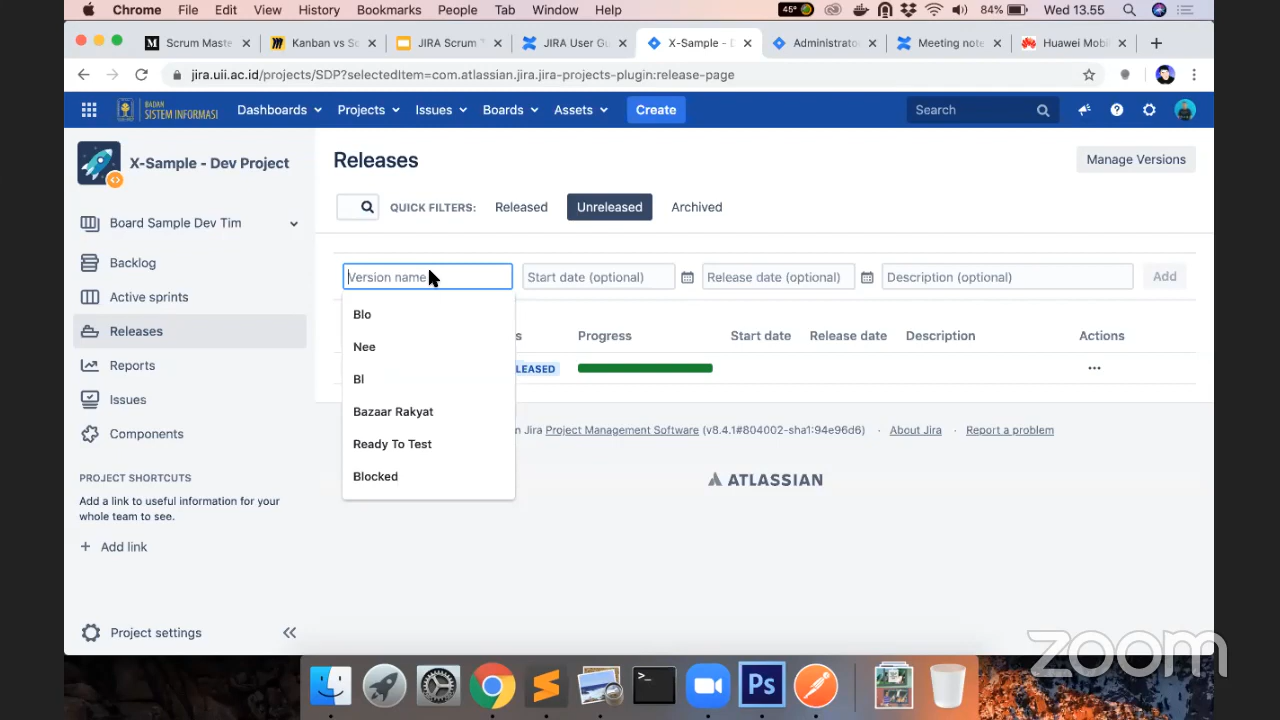 Chrome File Edit View History Bookmarks People Tab Window Help 45° 84% Wed 13.55
Scrum Maste Kanban vs Sc JIRA Scrum JIRA User Gu X-Sample - D Administrato Meeting note Huawei Mobi
jira.uii.ac.id/projects/SDP?selectedItem=com.atlassian.jira.jira-projects-plugin:release-page
BADAN
SISTEM INFORMASI
Dashboards Projects Issues Boards Assets Create Search
X-Sample - Dev Project
Board Sample Dev Tim
Backlog
Active sprints
Releases
Reports
Issues
Components
PROJECT SHORTCUTS
Add a link to useful information for your
whole team to see.
+ Add link
Project settings
Releases
Manage Versions
QUICK FILTERS: Released Unreleased Archived
Version name Start date (optional) Release date (optional) Description (optional) Add
Blo
Nee
Bl
Bazaar Rakyat
Ready To Test
Blocked
s Progress Start date Release date Description Actions
LEASED
n Jira Project Management Software (v8.4.1#804002-sha1:94e96d6) · About Jira · Report a problem
ATLASSIAN
Ps
zoom